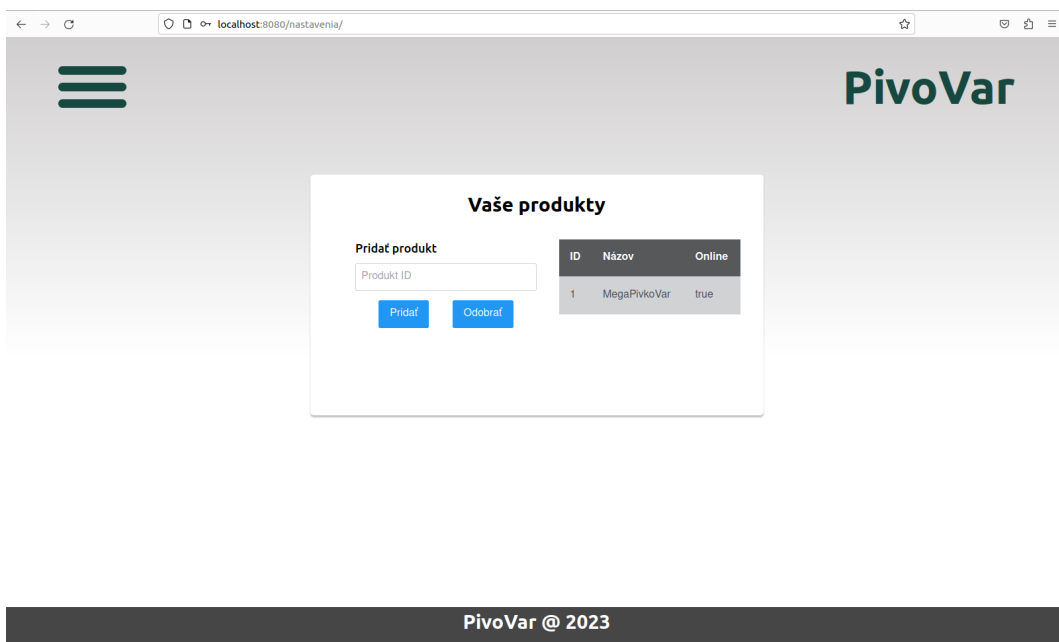 localhost:8080/nastavenia/
PivoVar
Vaše produkty
Pridať produkt
Produkt ID
Pridať Odobrať
ID Názov Online
1 MegaPivkoVar true
PivoVar @ 2023